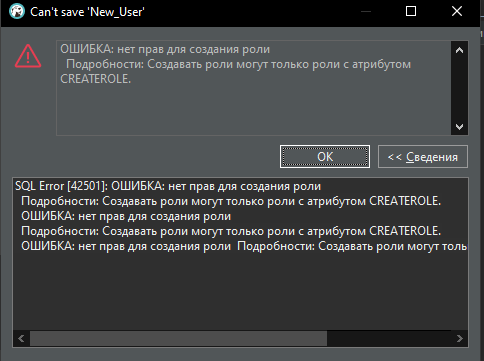 Can't save 'New_User'
ОШИБКА: нет прав для создания роли
Подробности: Создавать роли могут только роли с атрибутом
CREATEROLE.
OK
<< Сведения
SQL Error [42501]: ОШИБКА: нет прав для создания роли
Подробности: Создавать роли могут только роли с атрибутом CREATEROLE.
ОШИБКА: нет прав для создания роли
Подробности: Создавать роли могут только роли с атрибутом CREATEROLE.
ОШИБКА: нет прав для создания роли Подробности: Создавать роли могут толь